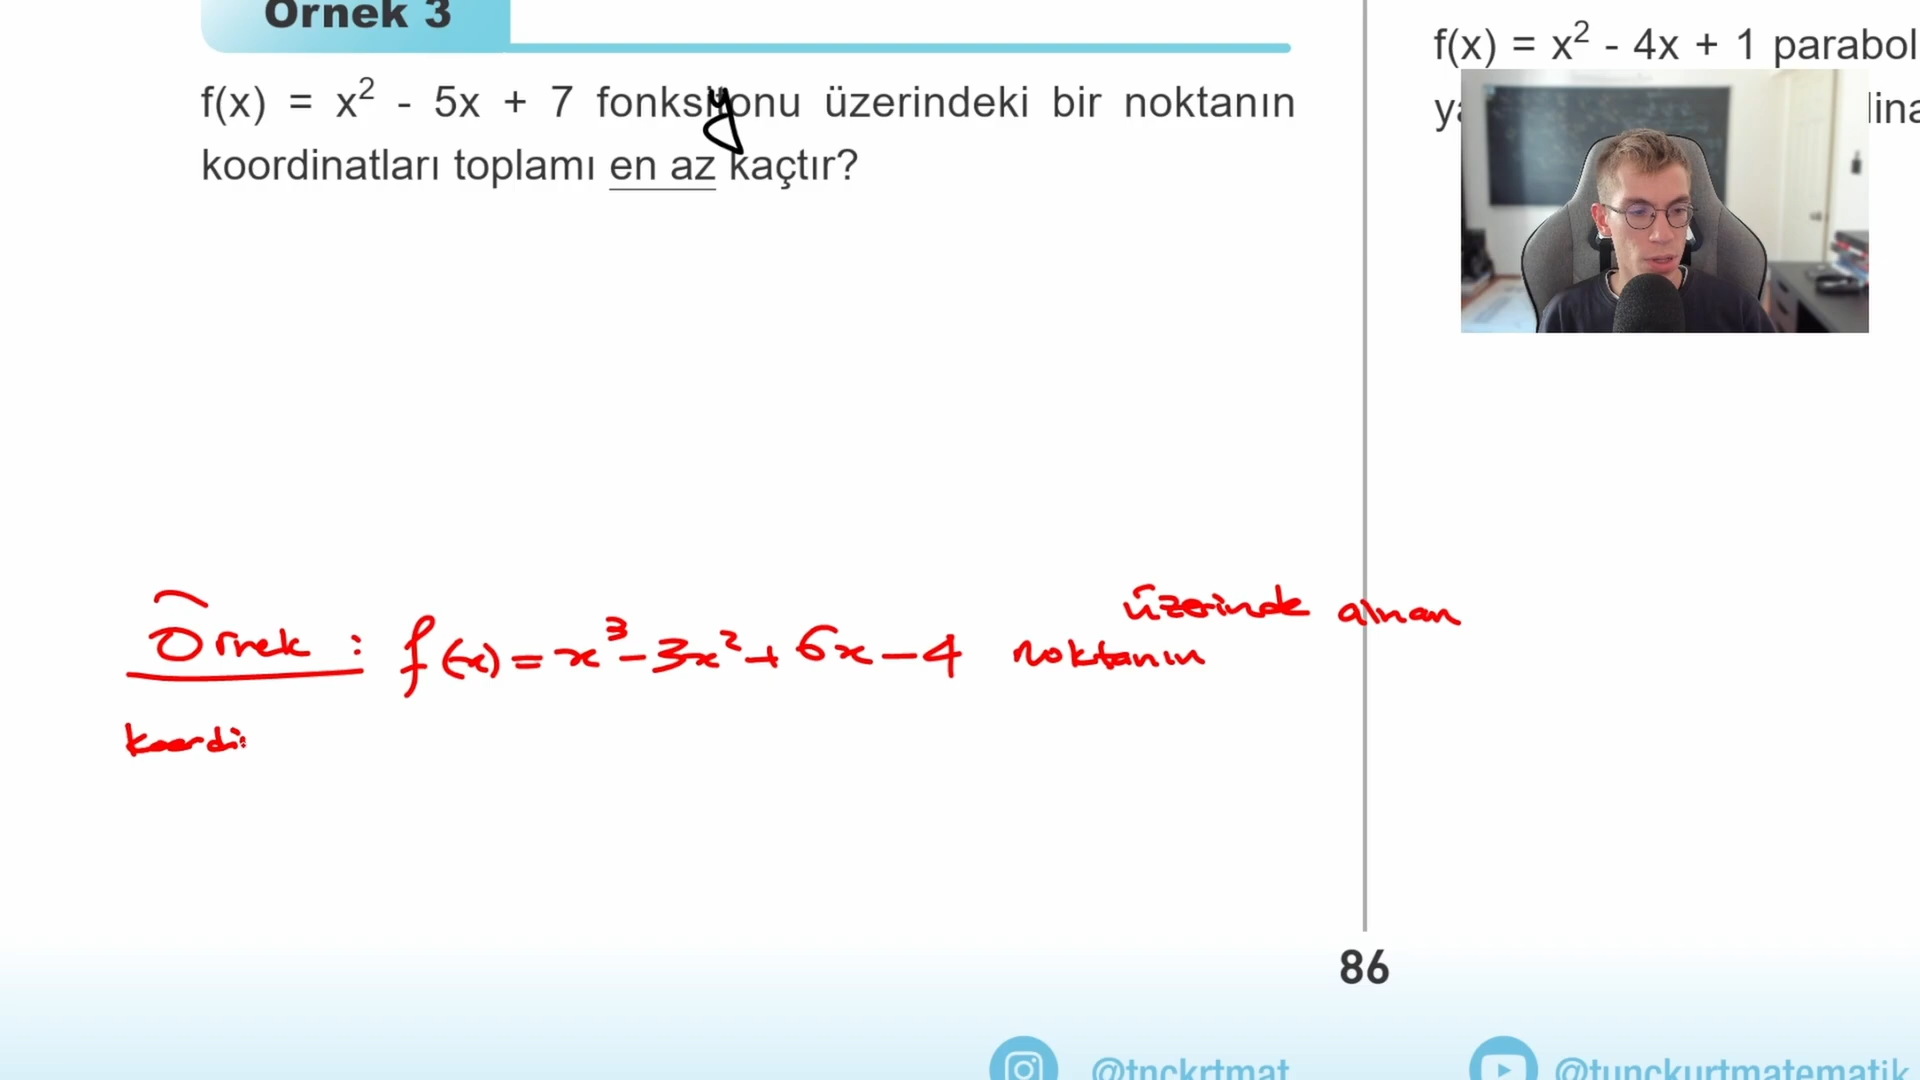 Örnek 3
f(x) = x² - 5x + 7 fonksiyonu üzerindeki bir noktanın
koordinatları toplamı en az kaçtır?
Örnek : f(x) = x³ - 3x² + 6x - 4 üzerinde alınan noktanın
koordi
f(x) = x² - 4x + 1 parabol
86
@tnckrtmat
@tunckurtmatematik